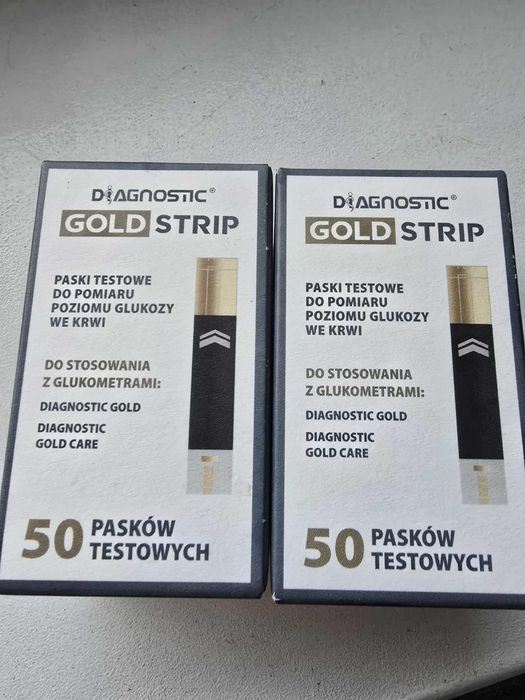 DIAGNOSTIC®
GOLD STRIP
PASKI TESTOWE
DO POMIARU
POZIOMU GLUKOZY
WE KRWI
DO STOSOWANIA
Z GLUKOMETRAMI:
DIAGNOSTIC GOLD
DIAGNOSTIC
GOLD CARE
50 PASKÓW
TESTOWYCH
DIAGNOSTIC®
GOLD STRIP
PASKI TESTOWE
DO POMIARU
POZIOMU GLUKOZY
WE KRWI
DO STOSOWANIA
Z GLUKOMETRAMI:
DIAGNOSTIC GOLD
DIAGNOSTIC
GOLD CARE
50 PASKÓW
TESTOWYCH